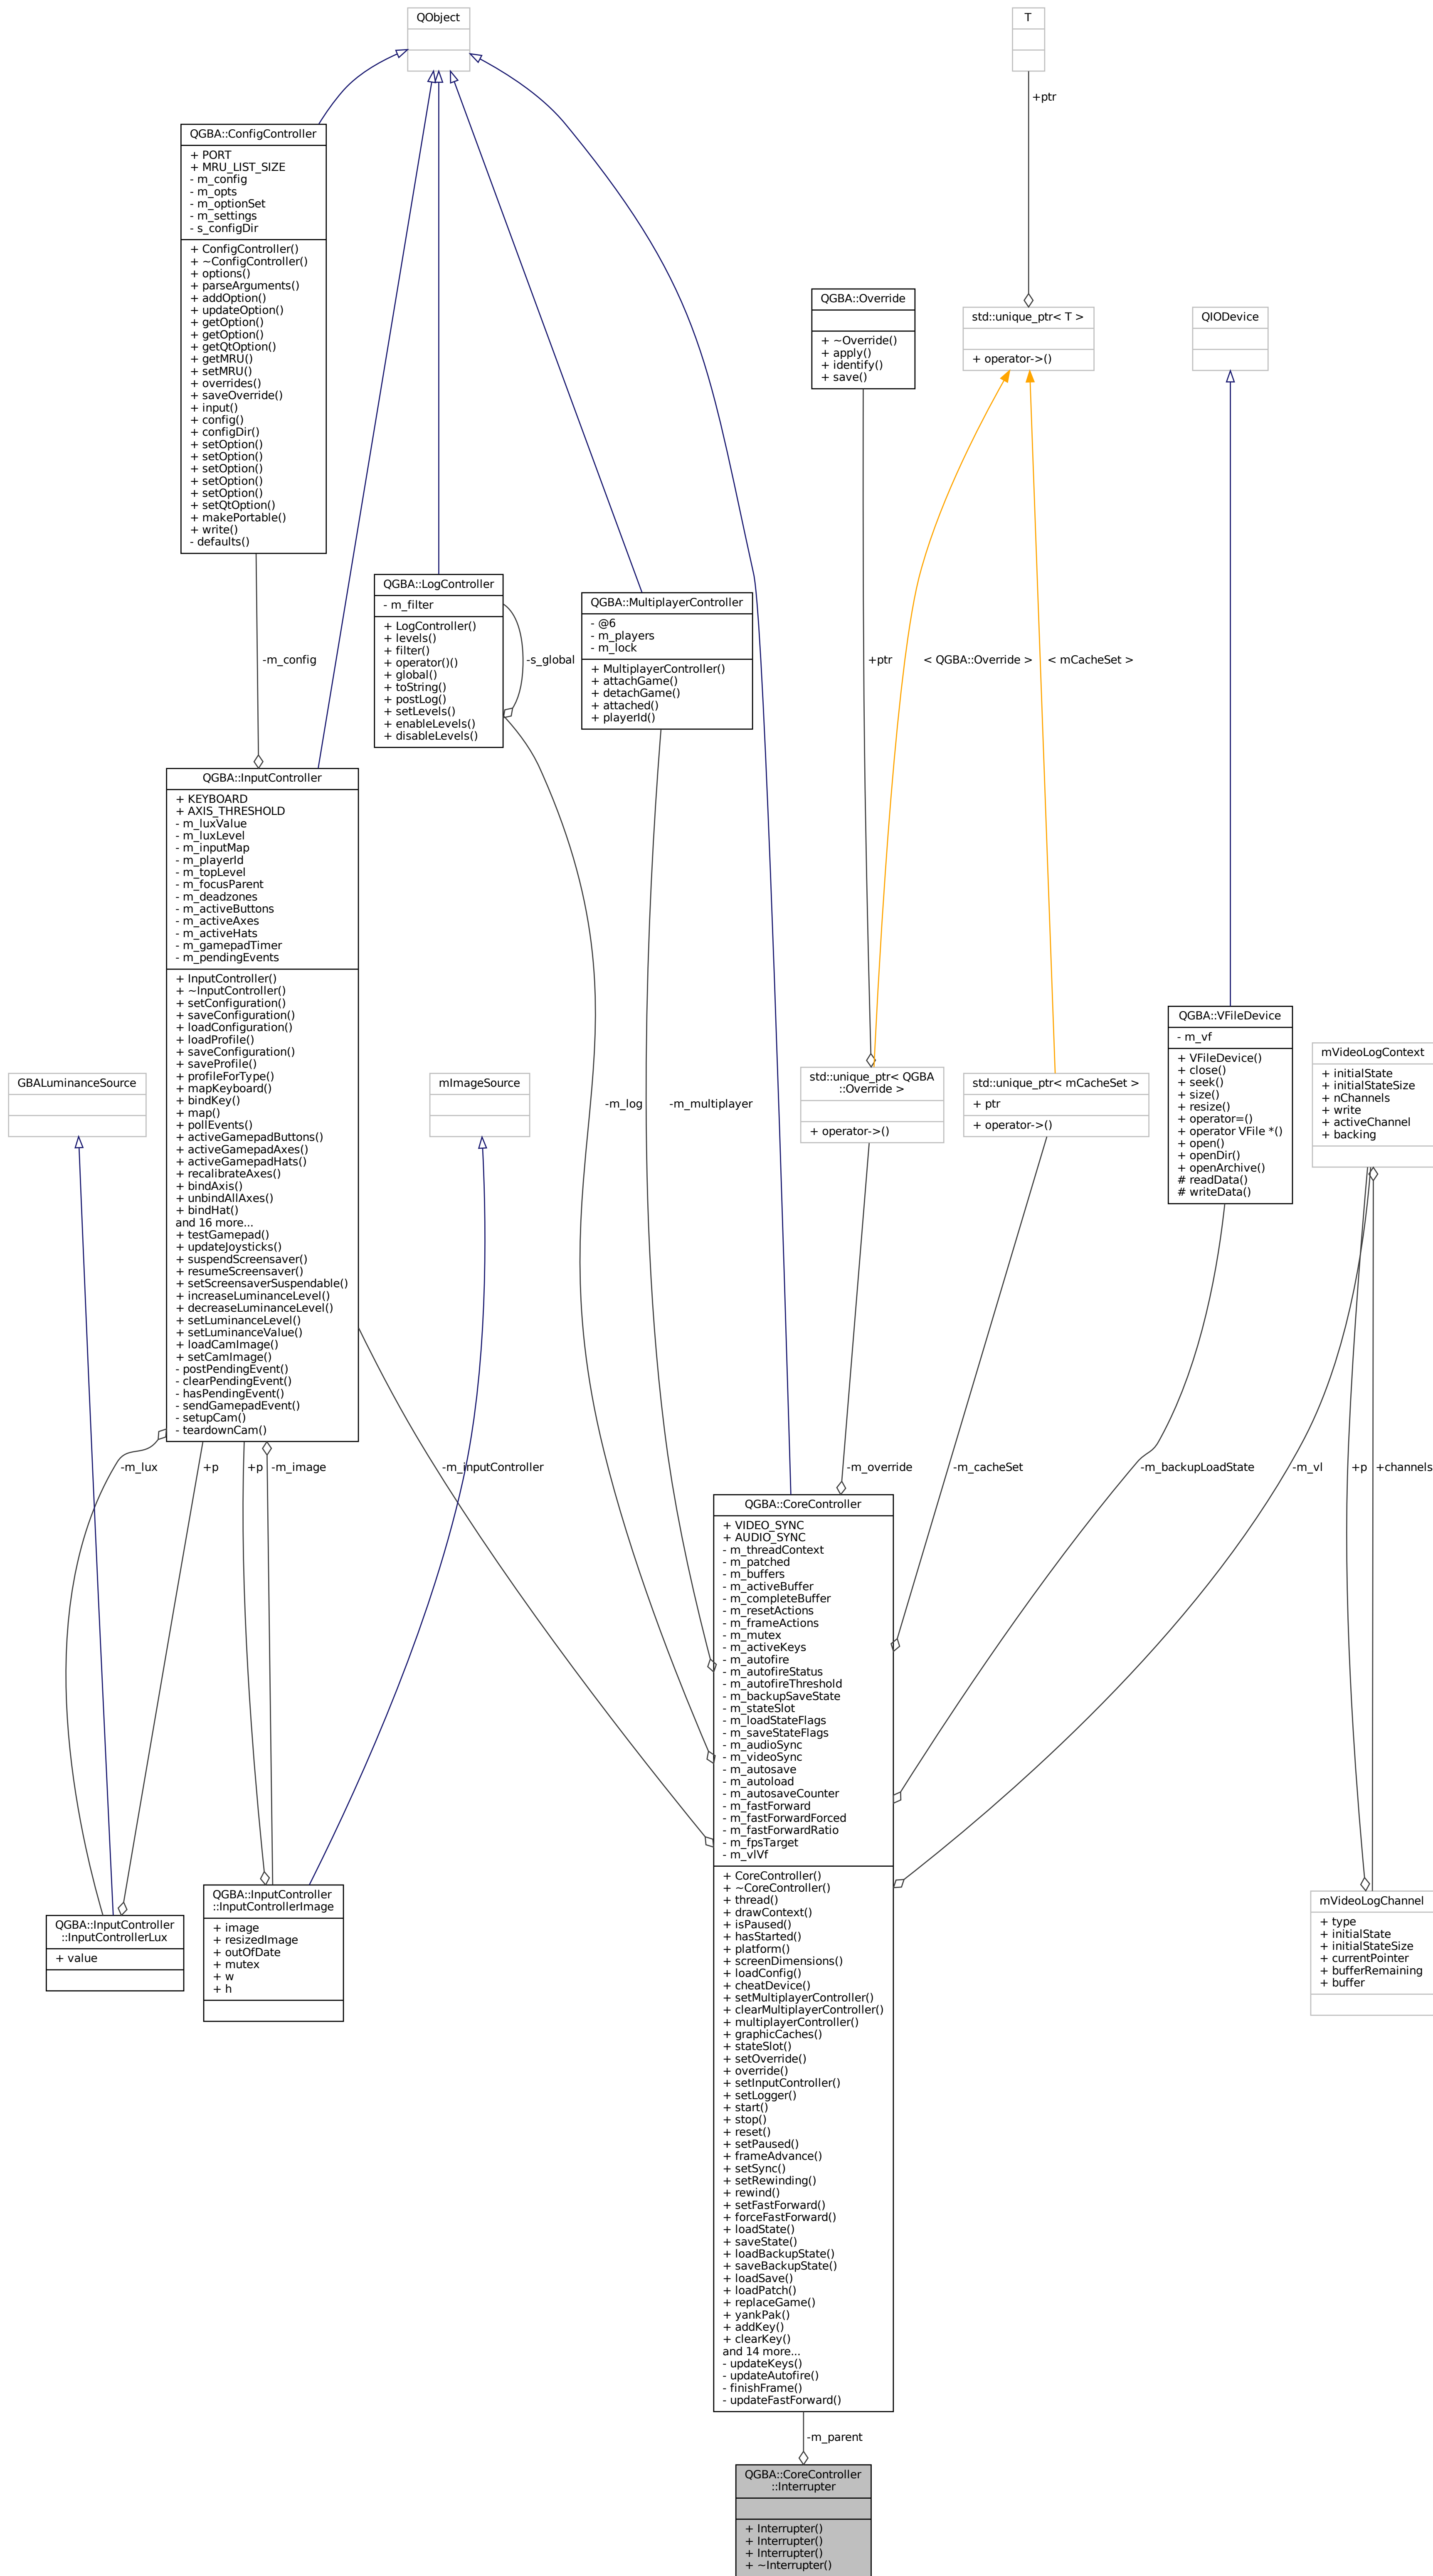 QObject
T
+ptr
QGBA::ConfigController
+ PORT
+ MRU_LIST_SIZE
- m_config
- m_opts
- m_optionSet
- m_settings
- s_configDir
+ ConfigController()
+ ~ConfigController()
+ options()
+ parseArguments()
+ addOption()
+ updateOption()
+ getOption()
+ getOption()
+ getQtOption()
+ getMRU()
+ setMRU()
+ overrides()
+ saveOverride()
+ input()
+ config()
+ configDir()
+ setOption()
+ setOption()
+ setOption()
+ setOption()
+ setOption()
+ setQtOption()
+ makePortable()
+ write()
- defaults()
QGBA::Override
+ ~Override()
+ apply()
+ identify()
+ save()
std::unique_ptr< T >
+ operator->()
QIODevice
QGBA::LogController
- m_filter
+ LogController()
+ levels()
+ filter()
+ operator()()
+ global()
+ toString()
+ postLog()
+ setLevels()
+ enableLevels()
+ disableLevels()
-s_global
QGBA::MultiplayerController
- @6
- m_players
- m_lock
+ MultiplayerController()
+ attachGame()
+ detachGame()
+ attached()
+ playerId()
-m_config
+ptr
< QGBA::Override >
< mCacheSet >
QGBA::InputController
+ KEYBOARD
+ AXIS_THRESHOLD
- m_luxValue
- m_luxLevel
- m_inputMap
- m_playerId
- m_topLevel
- m_focusParent
- m_deadzones
- m_activeButtons
- m_activeAxes
- m_activeHats
- m_gamepadTimer
- m_pendingEvents
+ InputController()
+ ~InputController()
+ setConfiguration()
+ saveConfiguration()
+ loadConfiguration()
+ loadProfile()
+ saveConfiguration()
+ saveProfile()
+ profileForType()
+ mapKeyboard()
+ bindKey()
+ map()
+ pollEvents()
+ activeGamepadButtons()
+ activeGamepadAxes()
+ activeGamepadHats()
+ recalibrateAxes()
+ bindAxis()
+ unbindAllAxes()
+ bindHat()
and 16 more...
+ testGamepad()
+ updateJoysticks()
+ suspendScreensaver()
+ resumeScreensaver()
+ setScreensaverSuspendable()
+ increaseLuminanceLevel()
+ decreaseLuminanceLevel()
+ setLuminanceLevel()
+ setLuminanceValue()
+ loadCamImage()
+ setCamImage()
- postPendingEvent()
- clearPendingEvent()
- hasPendingEvent()
- sendGamepadEvent()
- setupCam()
- teardownCam()
GBALuminanceSource
mImageSource
-m_log
-m_multiplayer
std::unique_ptr< QGBA
::Override >
+ operator->()
std::unique_ptr< mCacheSet >
+ ptr
+ operator->()
QGBA::VFileDevice
- m_vf
+ VFileDevice()
+ close()
+ seek()
+ size()
+ resize()
+ operator=()
+ operator VFile *()
+ open()
+ openDir()
+ openArchive()
# readData()
# writeData()
mVideoLogContext
+ initialState
+ initialStateSize
+ nChannels
+ write
+ activeChannel
+ backing
-m_lux
+p
+p
-m_image
-m_inputController
-m_override
-m_cacheSet
-m_backupLoadState
-m_vl
+p
+channels
QGBA::CoreController
+ VIDEO_SYNC
+ AUDIO_SYNC
- m_threadContext
- m_patched
- m_buffers
- m_activeBuffer
- m_completeBuffer
- m_resetActions
- m_frameActions
- m_mutex
- m_activeKeys
- m_autofire
- m_autofireStatus
- m_autofireThreshold
- m_backupSaveState
- m_stateSlot
- m_loadStateFlags
- m_saveStateFlags
- m_audioSync
- m_videoSync
- m_autosave
- m_autoload
- m_autosaveCounter
- m_fastForward
- m_fastForwardForced
- m_fastForwardRatio
- m_fpsTarget
- m_vlVf
+ CoreController()
+ ~CoreController()
+ thread()
+ drawContext()
+ isPaused()
+ hasStarted()
+ platform()
+ screenDimensions()
+ loadConfig()
+ cheatDevice()
+ setMultiplayerController()
+ clearMultiplayerController()
+ multiplayerController()
+ graphicCaches()
+ stateSlot()
+ setOverride()
+ override()
+ setInputController()
+ setLogger()
+ start()
+ stop()
+ reset()
+ setPaused()
+ frameAdvance()
+ setSync()
+ setRewinding()
+ rewind()
+ setFastForward()
+ forceFastForward()
+ loadState()
+ saveState()
+ loadBackupState()
+ saveBackupState()
+ loadSave()
+ loadPatch()
+ replaceGame()
+ yankPak()
+ addKey()
+ clearKey()
and 14 more...
- updateKeys()
- updateAutofire()
- finishFrame()
- updateFastForward()
QGBA::InputController
::InputControllerLux
+ value
QGBA::InputController
::InputControllerImage
+ image
+ resizedImage
+ outOfDate
+ mutex
+ w
+ h
mVideoLogChannel
+ type
+ initialState
+ initialStateSize
+ currentPointer
+ bufferRemaining
+ buffer
-m_parent
QGBA::CoreController
::Interrupter
+ Interrupter()
+ Interrupter()
+ Interrupter()
+ ~Interrupter()